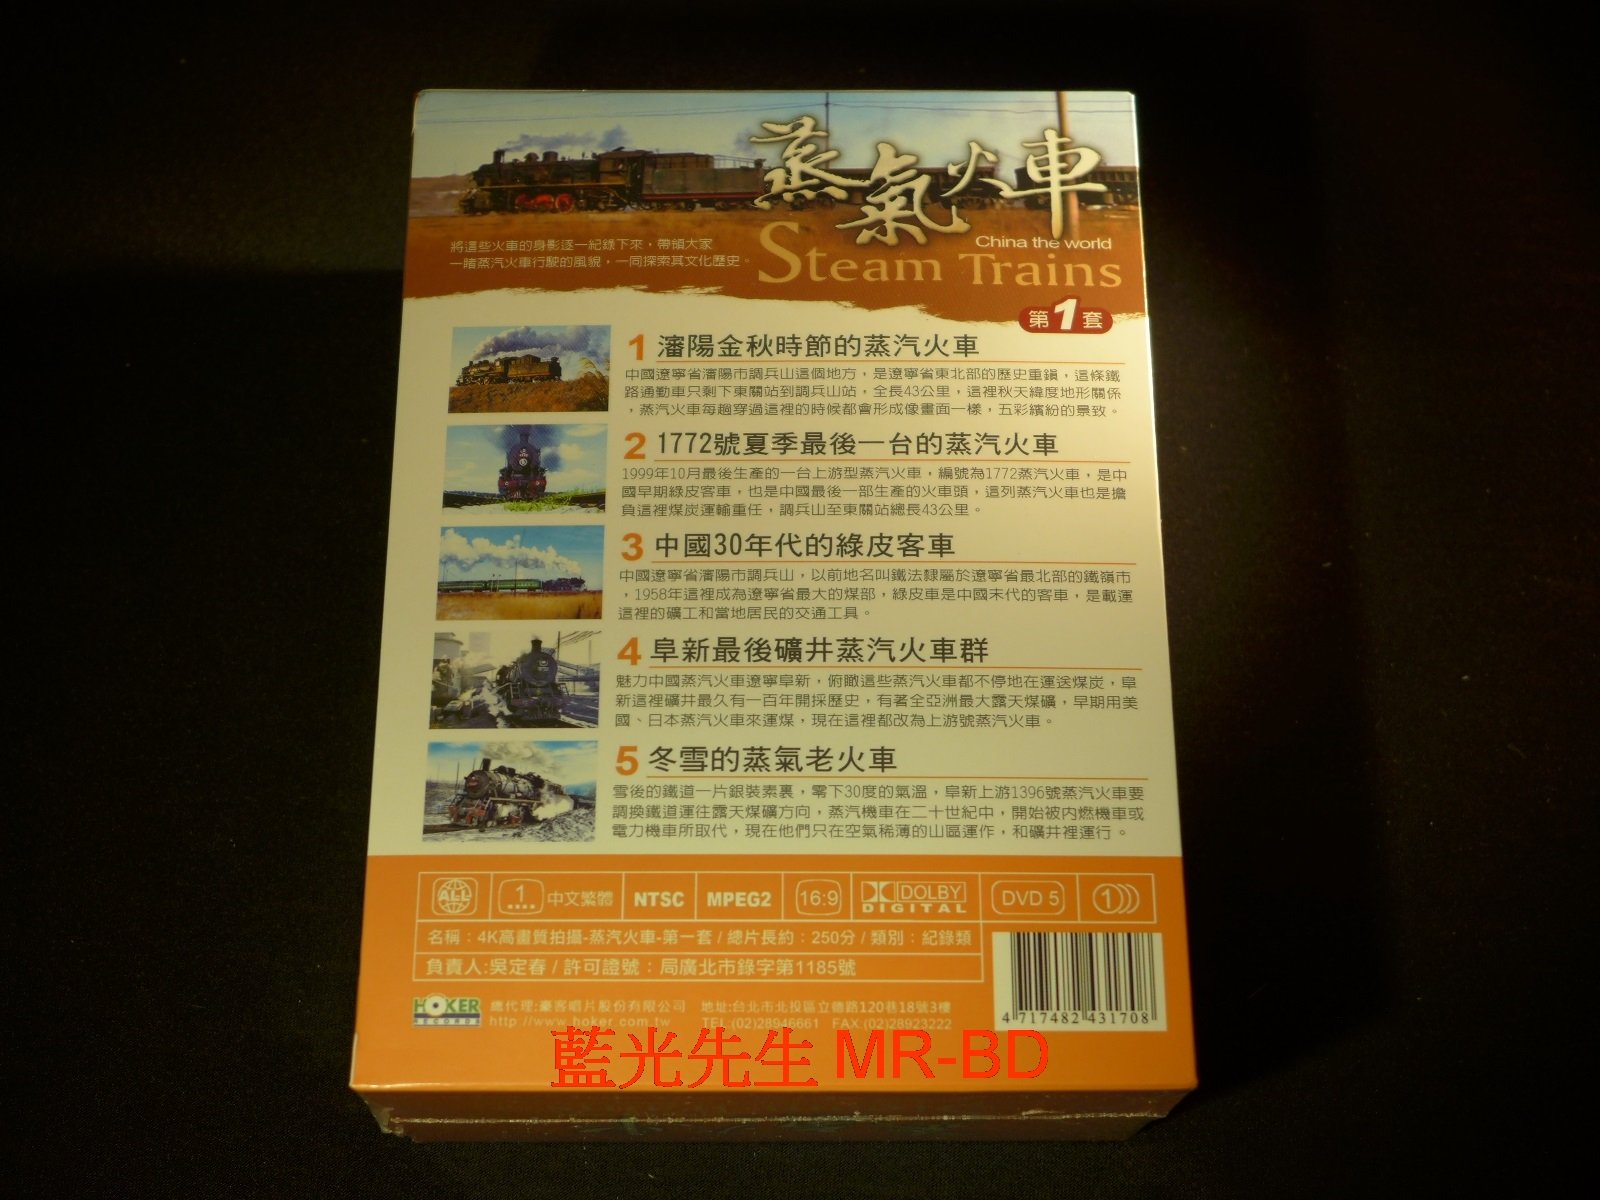 蒸氣火車
China the world
Steam Trains
將這些火車的身影逐一紀錄下來，帶領大家
一睹蒸汽火車行駛的風貌，一同探索其文化歷史。
第1套
1 瀋陽金秋時節的蒸汽火車
中國遼寧省瀋陽市調兵山這個地方，是遼寧省東北部的歷史重鎮，這條鐵
路通勤車只剩下東關站到調兵山站，全長43公里，這裡秋天緯度地形關係
，蒸汽火車每趟穿過這裡的時候都會形成像畫面一樣，五彩繽紛的景致。
2 1772號夏季最後一台的蒸汽火車
1999年10月最後生產的一台上游型蒸汽火車，編號為1772蒸汽火車，是中
國早期綠皮客車，也是中國最後一部生產的火車頭，這列蒸汽火車也是擔
負這裡煤炭運輸重任，調兵山至東關站總長43公里。
3 中國30年代的綠皮客車
中國遼寧省瀋陽市調兵山，以前地名叫鐵法隸屬於遼寧省最北部的鐵嶺市
，1958年這裡成為遼寧省最大的煤部，綠皮車是中國末代的客車，是載運
這裡的礦工和當地居民的交通工具。
4 阜新最後礦井蒸汽火車群
魅力中國蒸汽火車遼寧阜新，俯瞰這些蒸汽火車都不停地在運送煤炭，阜
新這裡礦井最久有一百年開採歷史，有著全亞洲最大露天煤礦，早期用美
國、日本蒸汽火車來運煤，現在這裡都改為上游號蒸汽火車。
5 冬雪的蒸氣老火車
雪後的鐵道一片銀裝素裏，零下30度的氣溫，阜新上游1396號蒸汽火車要
調換鐵道運往露天煤礦方向，蒸汽機車在二十世紀中，開始被內燃機車或
電力機車所取代，現在他們只在空氣稀薄的山區運作，和礦井裡運行。
ALL 1 中文繁體 NTSC MPEG2 16:9 DOLBY DIGITAL DVD 5 1
名稱：4K高畫質拍攝-蒸汽火車-第一套 / 總片長約：250分 / 類別：紀錄類
負責人:吳定春 / 許可證號：局廣北市錄字第1185號
HOKER RECORDS
總代理:豪客唱片股份有限公司 地址:台北市北投區立德路120巷18號3樓
http://www.hoker.com.tw TEL:(02)28946661 FAX:(02)28923222
4 717482 431708
藍光先生 MR-BD